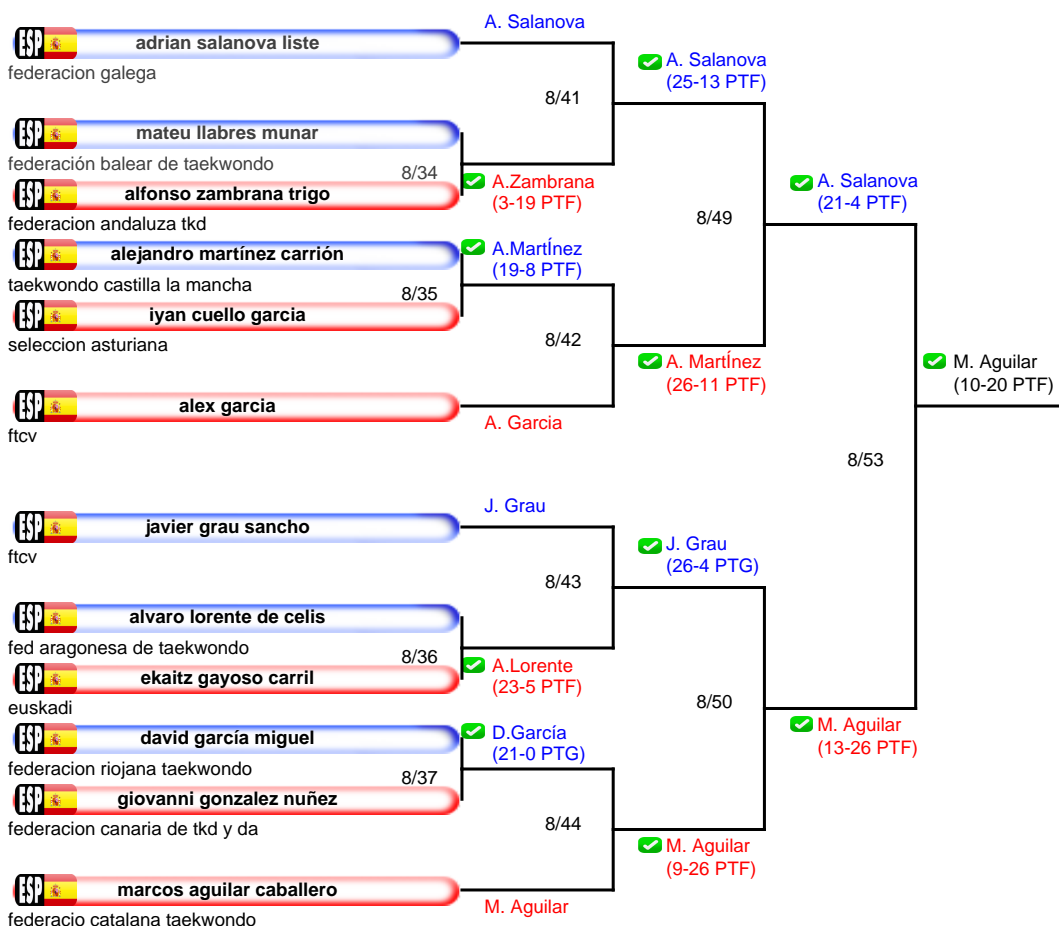 A. Salanova
ESP adrian salanova liste
federacion galega
A. Salanova
(25-13 PTF)
8/41
ESP mateu llabres munar
federación balear de taekwondo
8/34
A.Zambrana
(3-19 PTF)
ESP alfonso zambrana trigo
federacion andaluza tkd
A. Salanova
(21-4 PTF)
8/49
ESP alejandro martínez carrión
taekwondo castilla la mancha
A.MartÍnez
(19-8 PTF)
8/35
ESP iyan cuello garcia
seleccion asturiana
8/42
A. MartÍnez
(26-11 PTF)
M. Aguilar
(10-20 PTF)
ESP alex garcia
ftcv
A. Garcia
8/53
J. Grau
ESP javier grau sancho
ftcv
J. Grau
(26-4 PTG)
8/43
ESP alvaro lorente de celis
fed aragonesa de taekwondo
8/36
A.Lorente
(23-5 PTF)
ESP ekaitz gayoso carril
euskadi
8/50
M. Aguilar
(13-26 PTF)
ESP david garcía miguel
federacion riojana taekwondo
D.García
(21-0 PTG)
8/37
ESP giovanni gonzalez nuñez
federacion canaria de tkd y da
8/44
M. Aguilar
(9-26 PTF)
ESP marcos aguilar caballero
federacio catalana taekwondo
M. Aguilar